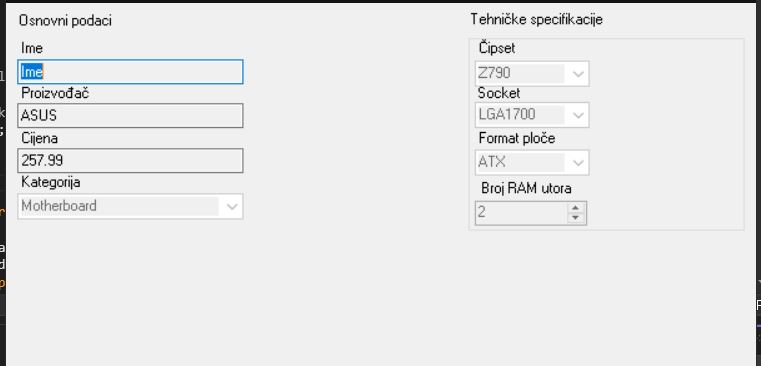 Osnovni podaci
Ime
Ime
Proizvođač
ASUS
Cijena
257.99
Kategorija
Motherboard
Tehničke specifikacije
Čipset
Z790
Socket
LGA1700
Format ploče
ATX
Broj RAM utora
2